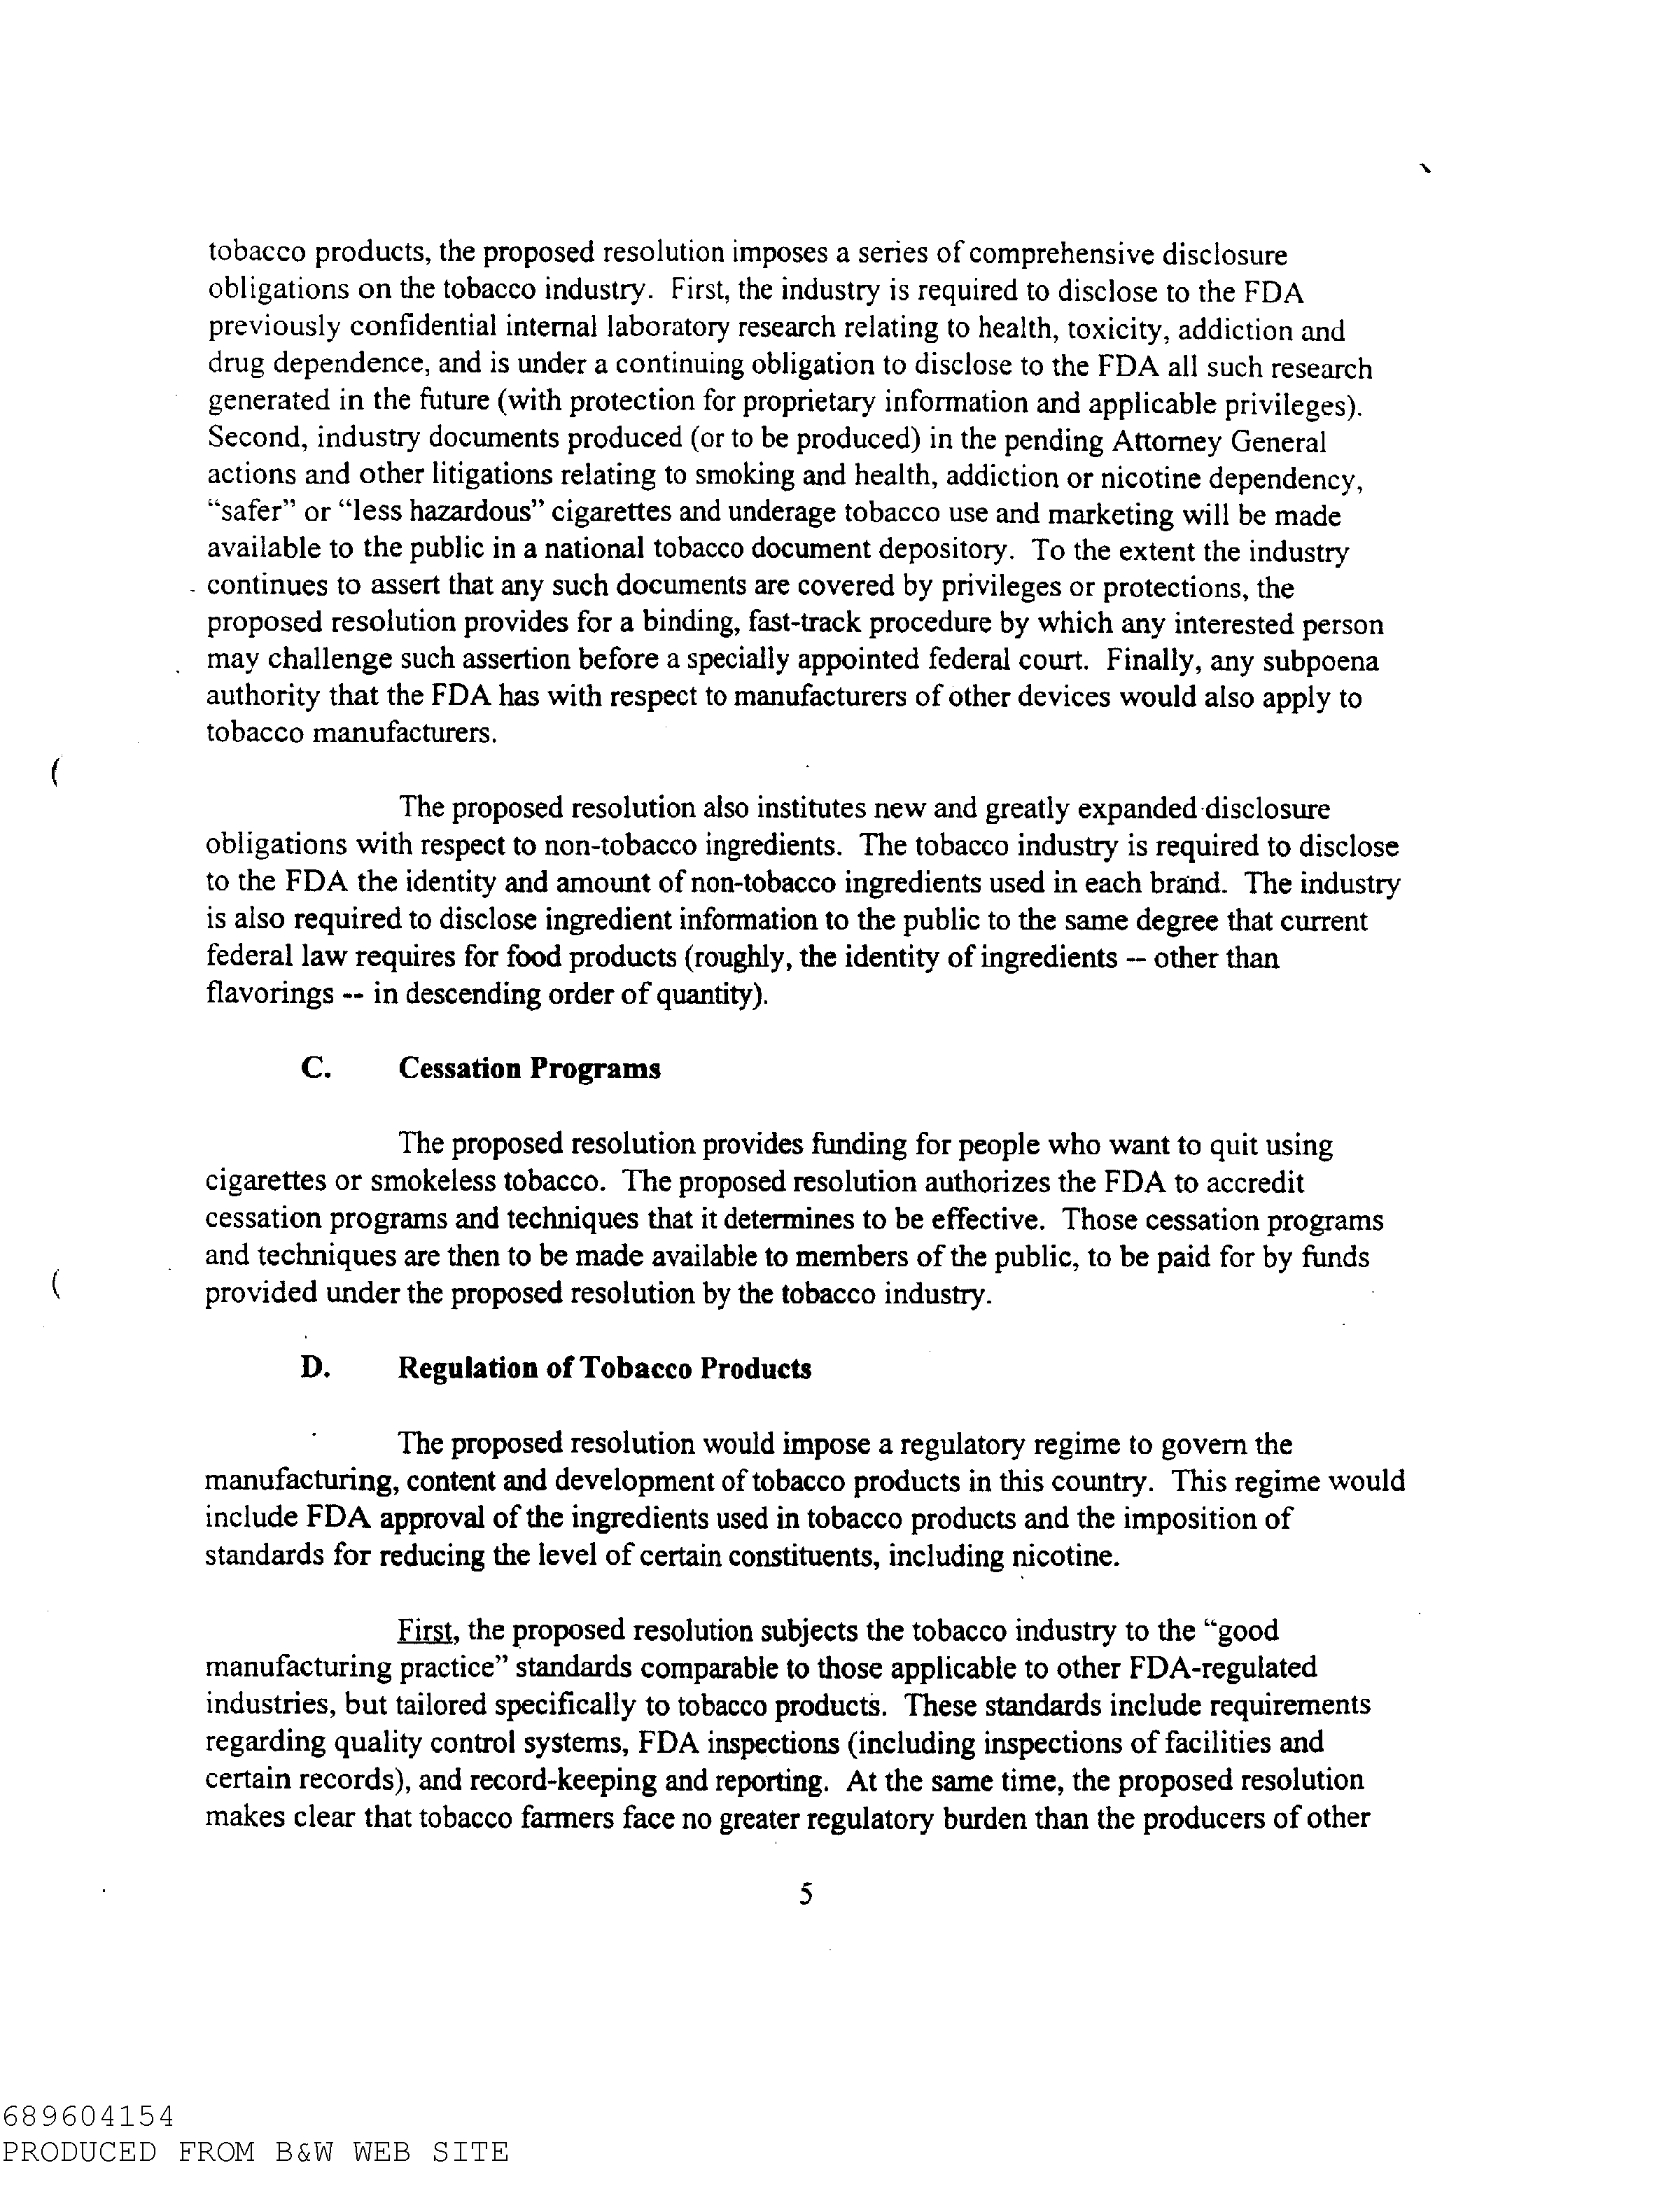 tobacco products, the proposed resolution imposes a series of comprehensive disclosure
obligations on the tobacco industry. First, the industry is required to disclose to the FDA
previously confidential internal laboratory research relating to health, toxicity, addiction and
drug dependence, and is under a continuing obligation to disclose to the FDA all such research
generated in the future (with protection for proprietary information and applicable privileges).
Second, industry documents produced (or to be produced) in the pending Attorney General
actions and other litigations relating to smoking and health, addiction or nicotine dependency,
“safer” or “less hazardous” cigarettes and underage tobacco use and marketing will be made
available to the public in a national tobacco document depository. To the extent the industry
continues to assert that any such documents are covered by privileges or protections, the
proposed resolution provides for a binding, fast-track procedure by which any interested person
may challenge such assertion before a specially appointed federal court. Finally, any subpoena
authority that the FDA has with respect to manufacturers of other devices would also apply to
tobacco manufacturers.
The proposed resolution also institutes new and greatly expanded disclosure
obligations with respect to non-tobacco ingredients. The tobacco industry is required to disclose
to the FDA the identity and amount of non-tobacco ingredients used in each brand. The industry
is also required to disclose ingredient information to the public to the same degree that current
federal law requires for food products (roughly, the identity of ingredients -- other than
flavorings -- in descending order of quantity).
C. Cessation Programs
The proposed resolution provides funding for people who want to quit using
cigarettes or smokeless tobacco. The proposed resolution authorizes the FDA to accredit
cessation programs and techniques that it determines to be effective. Those cessation programs
and techniques are then to be made available to members of the public, to be paid for by funds
provided under the proposed resolution by the tobacco industry.
D. Regulation of Tobacco Products
The proposed resolution would impose a regulatory regime to govern the
manufacturing, content and development of tobacco products in this country. This regime would
include FDA approval of the ingredients used in tobacco products and the imposition of
standards for reducing the level of certain constituents, including nicotine.
First, the proposed resolution subjects the tobacco industry to the “good
manufacturing practice” standards comparable to those applicable to other FDA-regulated
industries, but tailored specifically to tobacco products. These standards include requirements
regarding quality control systems, FDA inspections (including inspections of facilities and
certain records), and record-keeping and reporting. At the same time, the proposed resolution
makes clear that tobacco farmers face no greater regulatory burden than the producers of other
5
689604154
PRODUCED FROM B&W WEB SITE